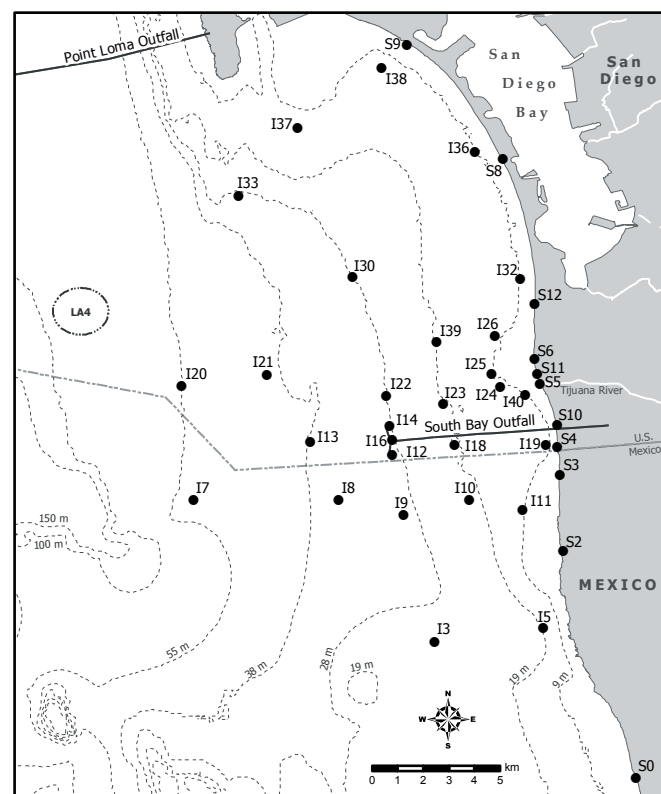 S9
Point Loma Outfall
San
Diego
Bay
San
Diego
I38
I37
I36
S8
I33
I30
I32
S12
LA4
I39
I26
S6
I21
I25
S11
I20
S5
I24
Tijuana River
I22
I23
I40
I14
South Bay Outfall
S10
I13
I16
I18
I19
S4
U.S.
Mexico
I12
S3
I7
I8
I9
I10
I11
150 m
100 m
S2
MEXICO
I5
I3
55 m
38 m
28 m
19 m
19 m
9 m
N
W
E
S
S0
km
0 1 2 3 4 5